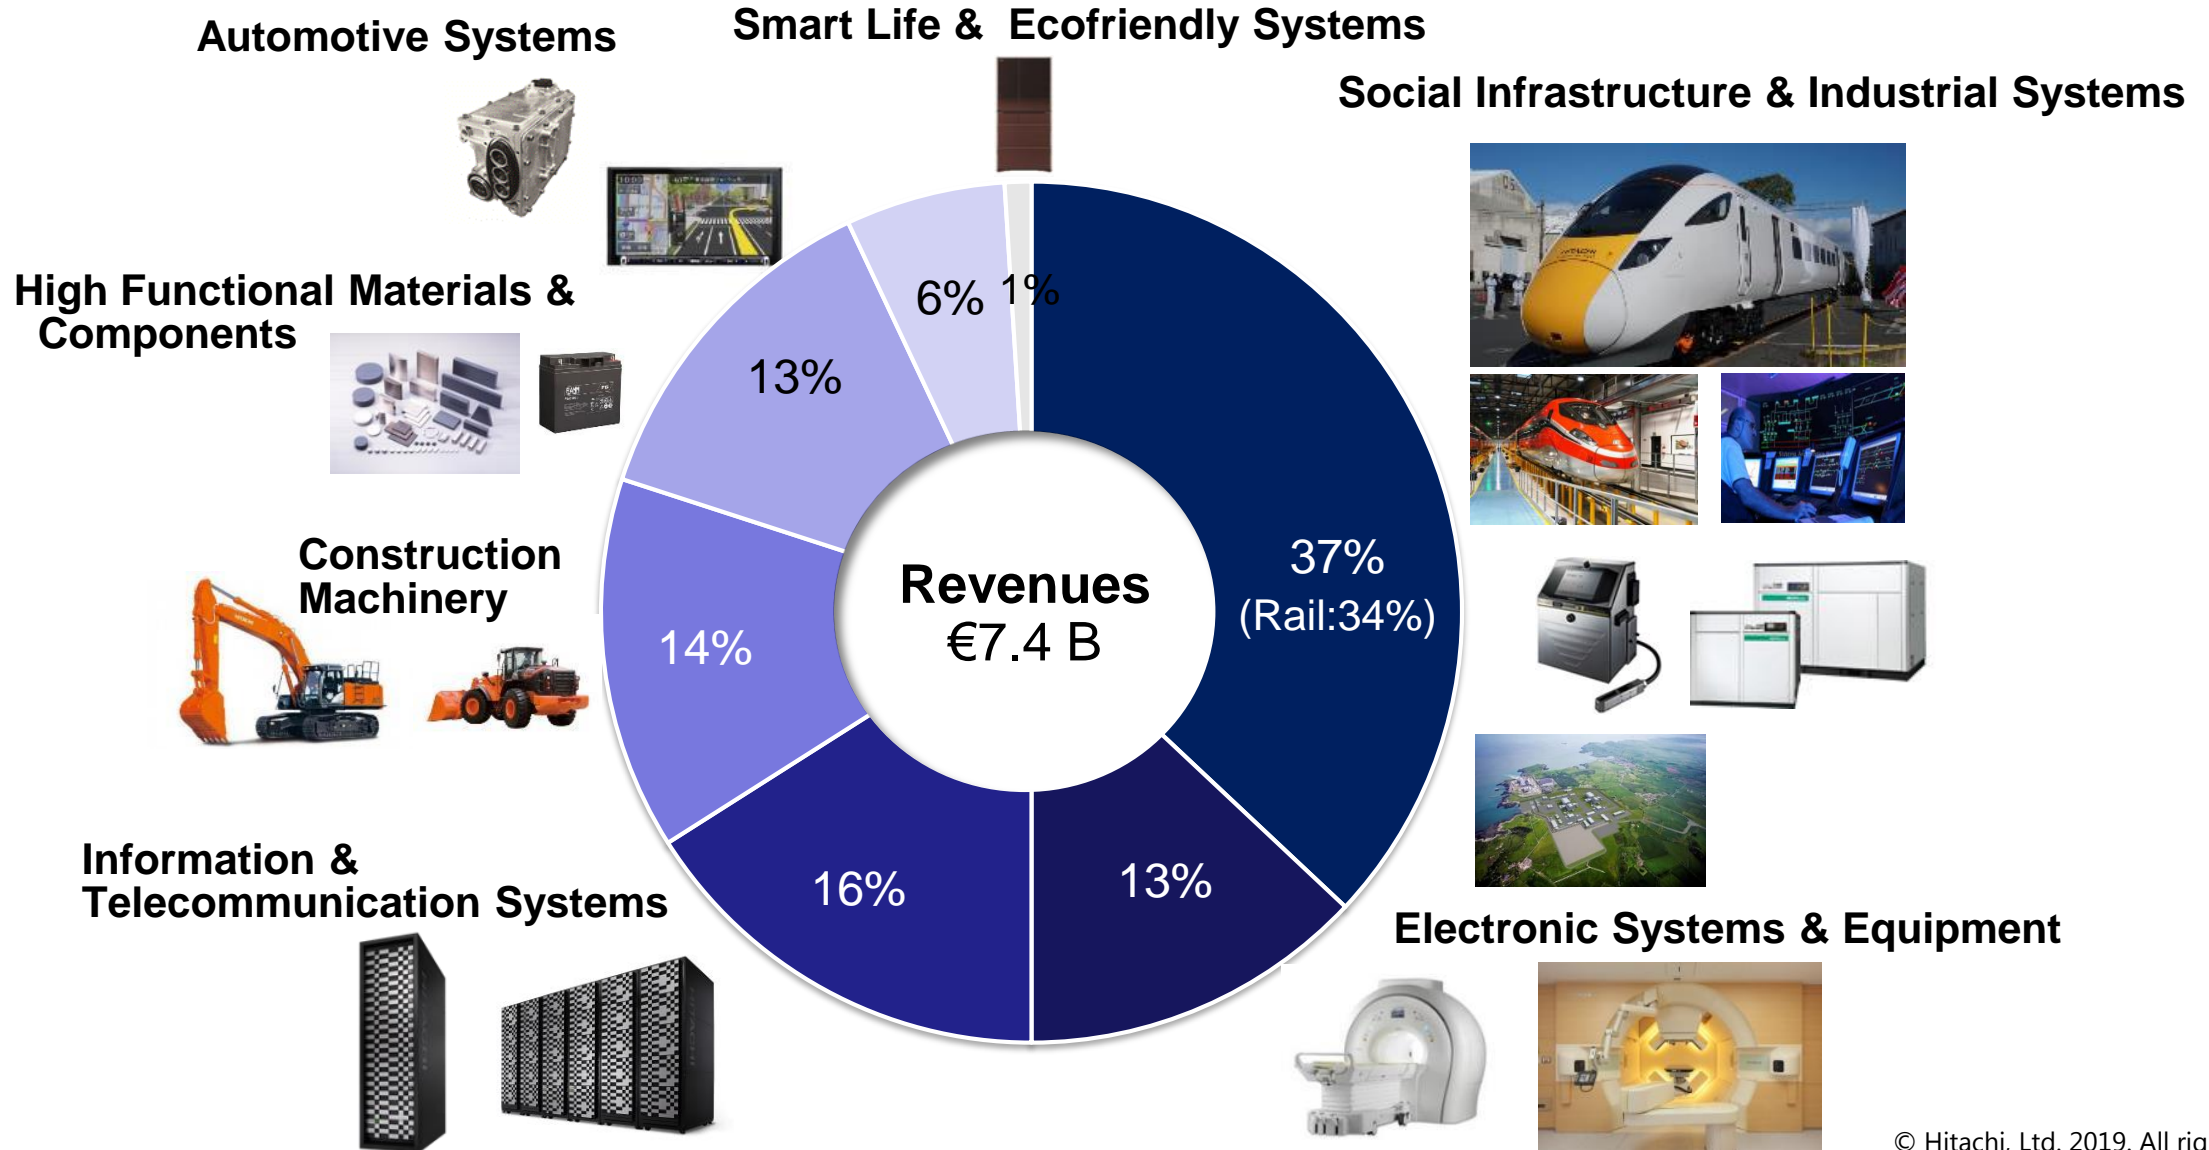 Automotive Systems
Smart Life & Ecofriendly Systems
Social Infrastructure & Industrial Systems
High Functional Materials &
Components
Construction
Machinery
Information &
Telecommunication Systems
Electronic Systems & Equipment
6%
1%
13%
14%
16%
13%
37%
(Rail:34%)
Revenues
€7.4 B
HITACHI
© Hitachi, Ltd. 2019. All rig